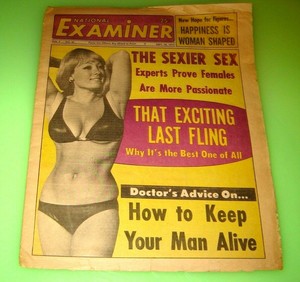 NATIONAL
EXAMINER
New Hope for Figures...
HAPPINESS IS
WOMAN SHAPED
THE SEXIER SEX
Experts Prove Females
Are More Passionate
THAT EXCITING
LAST FLING
Why It's the Best One of All
Doctor's Advice On...
How to Keep
Your Man Alive